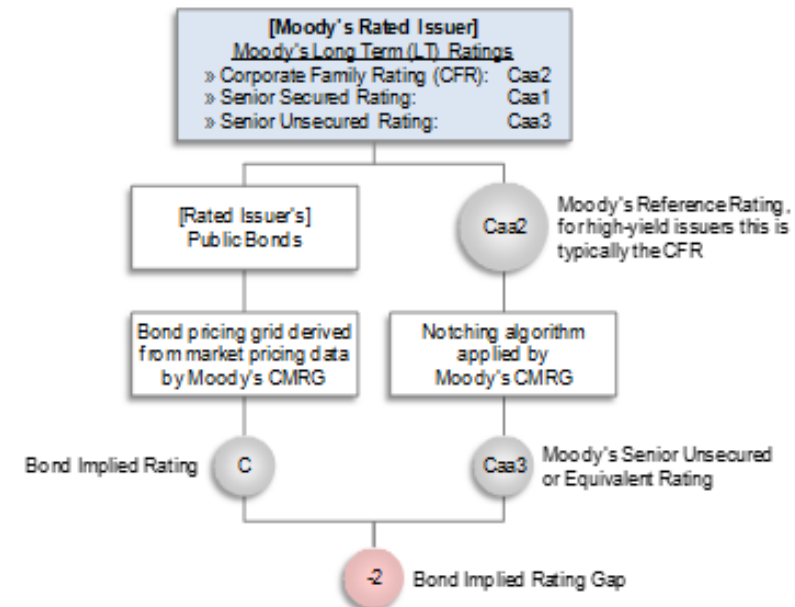 [Moody's Rated Issuer]
Moody's Long Term (LT) Ratings
» Corporate Family Rating (CFR): Caa2
» Senior Secured Rating: Caa1
» Senior Unsecured Rating: Caa3
[Rated Issuer's]
Public Bonds
Caa2
Moody's Reference Rating,
for high-yield issuers this is
typically the CFR
Bond pricing grid derived
from market pricing data
by Moody's CMRG
Notching algorithm
applied by
Moody's CMRG
Bond Implied Rating
C
Caa3
Moody's Senior Unsecured
or Equivalent Rating
-2
Bond Implied Rating Gap